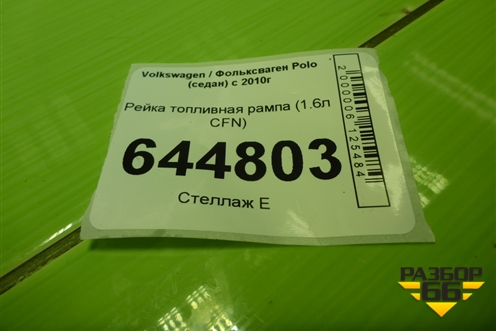 Volkswagen / Фольксваген Polo
(седан) с 2010г
Рейка топливная рампа (1.6л
CFN)
644803
Стеллаж Е
2000006125484
РАЗБОР
66